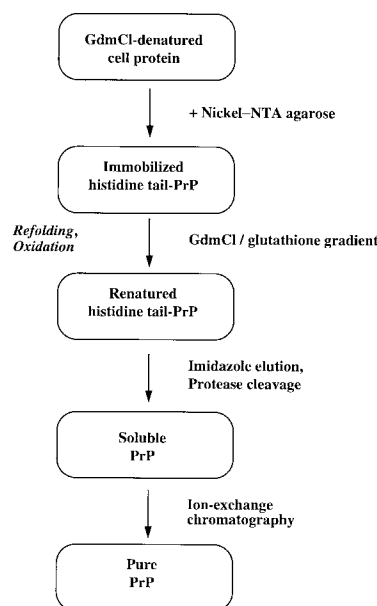 GdmCl-denatured
cell protein
+ Nickel–NTA agarose
Immobilized
histidine tail-PrP
Refolding,
Oxidation
GdmCl / glutathione gradient
Renatured
histidine tail-PrP
Imidazole elution,
Protease cleavage
Soluble
PrP
Ion-exchange
chromatography
Pure
PrP